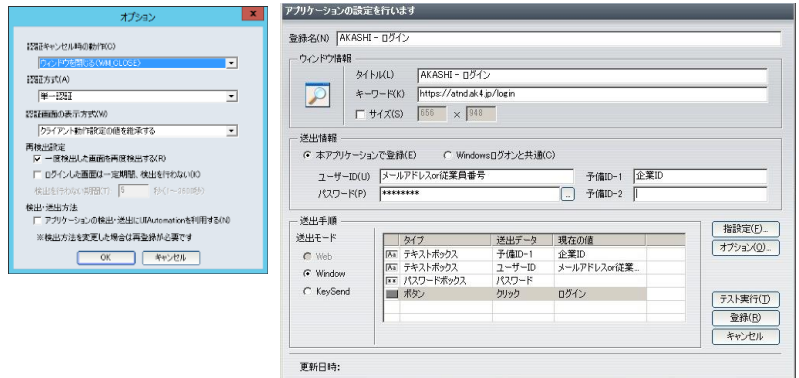 オプション
認証キャンセル時の動作(C)
ウィンドウを閉じる(WM_CLOSE)
認証方式(A)
単一認証
認証画面の表示方式(W)
クライアント動作設定の値を継承する
再検出設定
一度検出した画面を再度検出する(R)
ログインした画面は一定期間、検出を行わない(K)
検出を行わない期間(T): 5
検出・送出方法
アプリケーションの検出・送出にUIAutomationを利用する(N)
※検出方法を変更した場合は再登録が必要です
OK キャンセル
アプリケーションの設定を行います
登録名(N) AKASHI - ログイン
ウィンドウ情報
タイトル(L) AKASHI - ログイン
キーワード(K) https://atnd.ak4.jp/login
サイズ(S) 656 × 948
送出情報
本アプリケーションで登録(E) Windowsログオンと共通(C)
ユーザーID(U) メールアドレスor従業員番号 予備ID-1 企業ID
パスワード(P) ******** ... 予備ID-2
送出手順
送出モード
Web
Window
KeySend
タイプ 送出データ 現在の値
テキストボックス 予備ID-1 企業ID
テキストボックス ユーザーID メールアドレスor従業...
パスワードボックス パスワード
ボタン クリック ログイン
指設定(F)...
オプション(O)...
テスト実行(T)
登録(R)
キャンセル
更新日時: